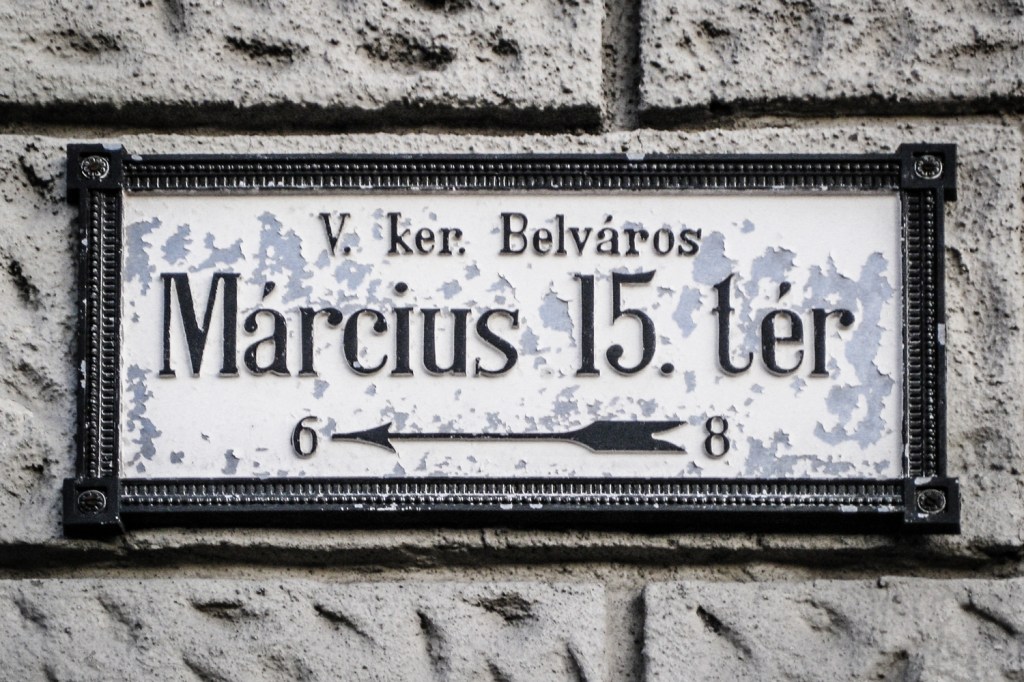 V. ker. Belváros
Március 15. tér
6 8